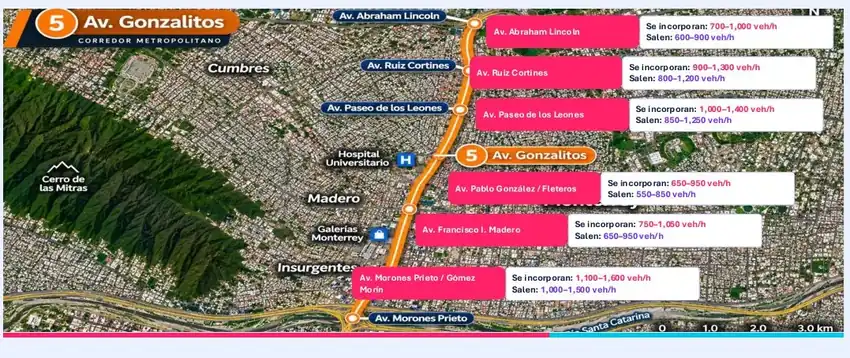 5 Av. Gonzalitos
CORREDOR METROPOLITANO
Av. Abraham Lincoln
N
Av. Abraham Lincoln
Se incorporan: 700–1,000 veh/h
Salen: 600–900 veh/h
Cumbres
Av. Ruiz Cortines
Av. Ruiz Cortines
Se incorporan: 900–1,300 veh/h
Salen: 800–1,200 veh/h
Av. Paseo de los Leones
Av. Paseo de los Leones
Se incorporan: 1,000–1,400 veh/h
Salen: 850–1,250 veh/h
Hospital
Universitario
H
5 Av. Gonzalitos
Cerro de
las Mitras
Av. Pablo González / Fleteros
Se incorporan: 650–950 veh/h
Salen: 550–850 veh/h
Madero
Galerías
Monterrey
Av. Francisco I. Madero
Se incorporan: 750–1,050 veh/h
Salen: 650–950 veh/h
Insurgentes
Av. Morones Prieto / Gómez
Morín
Se incorporan: 1,100–1,600 veh/h
Salen: 1,000–1,500 veh/h
Av. Morones Prieto
Santa Catarina
0 1.0 2.0 3.0 km